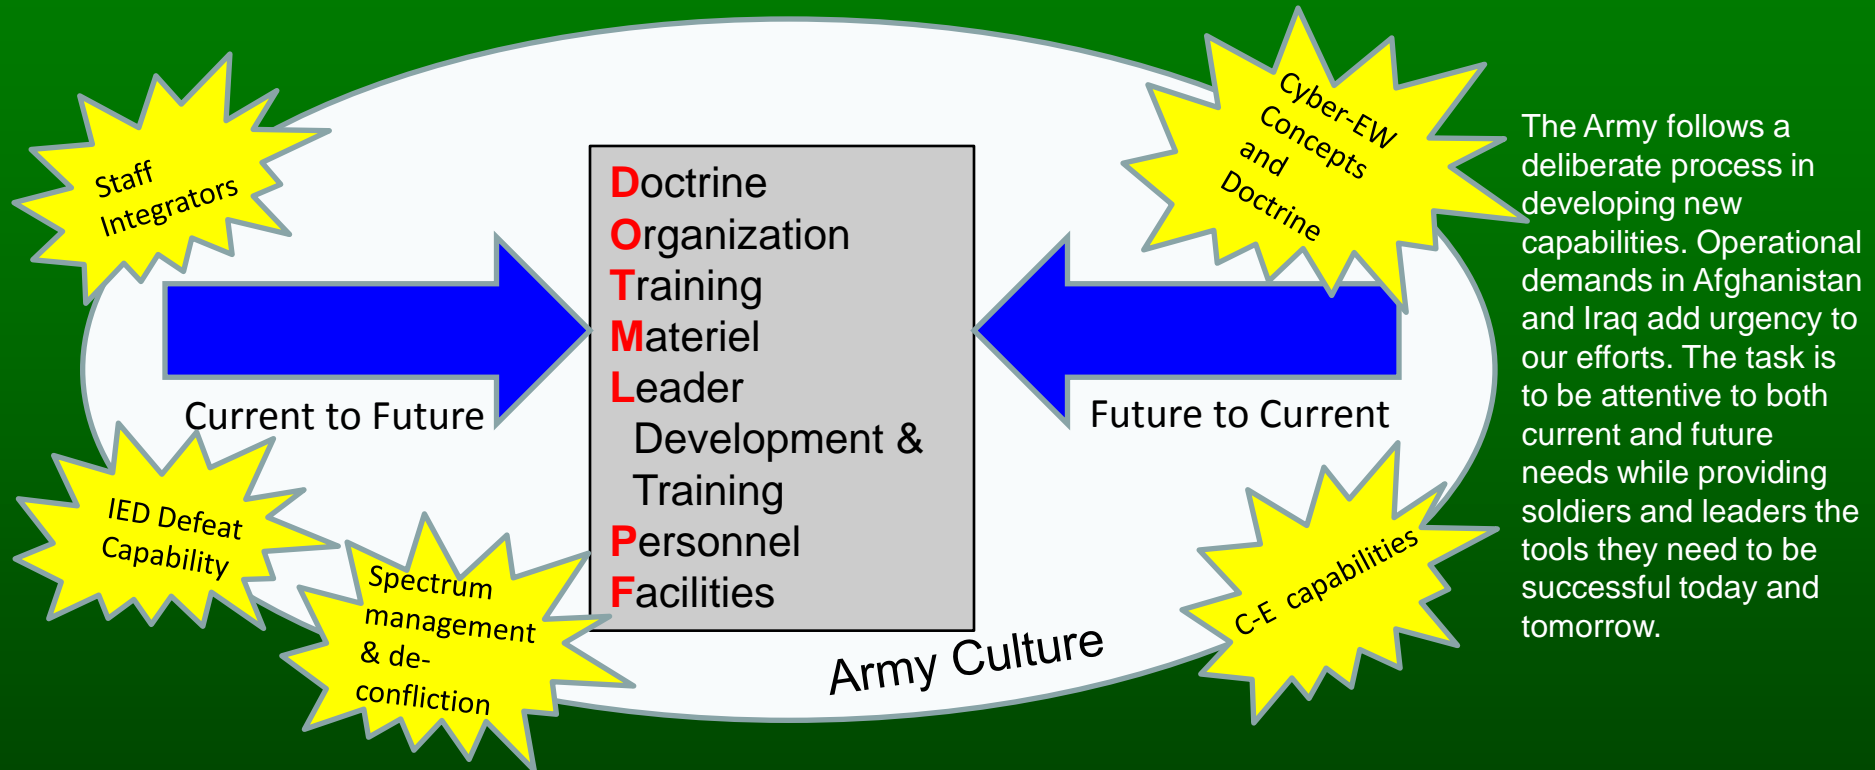 Staff
Integrators
Cyber-EW
Concepts
and
Doctrine
Doctrine
Organization
Training
Materiel
Leader
Development &
Training
Personnel
Facilities
Current to Future
Future to Current
IED Defeat
Capability
Spectrum
management
& de-
confliction
C-E capabilities
Army Culture
The Army follows a
deliberate process in
developing new
capabilities. Operational
demands in Afghanistan
and Iraq add urgency to
our efforts. The task is
to be attentive to both
current and future
needs while providing
soldiers and leaders the
tools they need to be
successful today and
tomorrow.